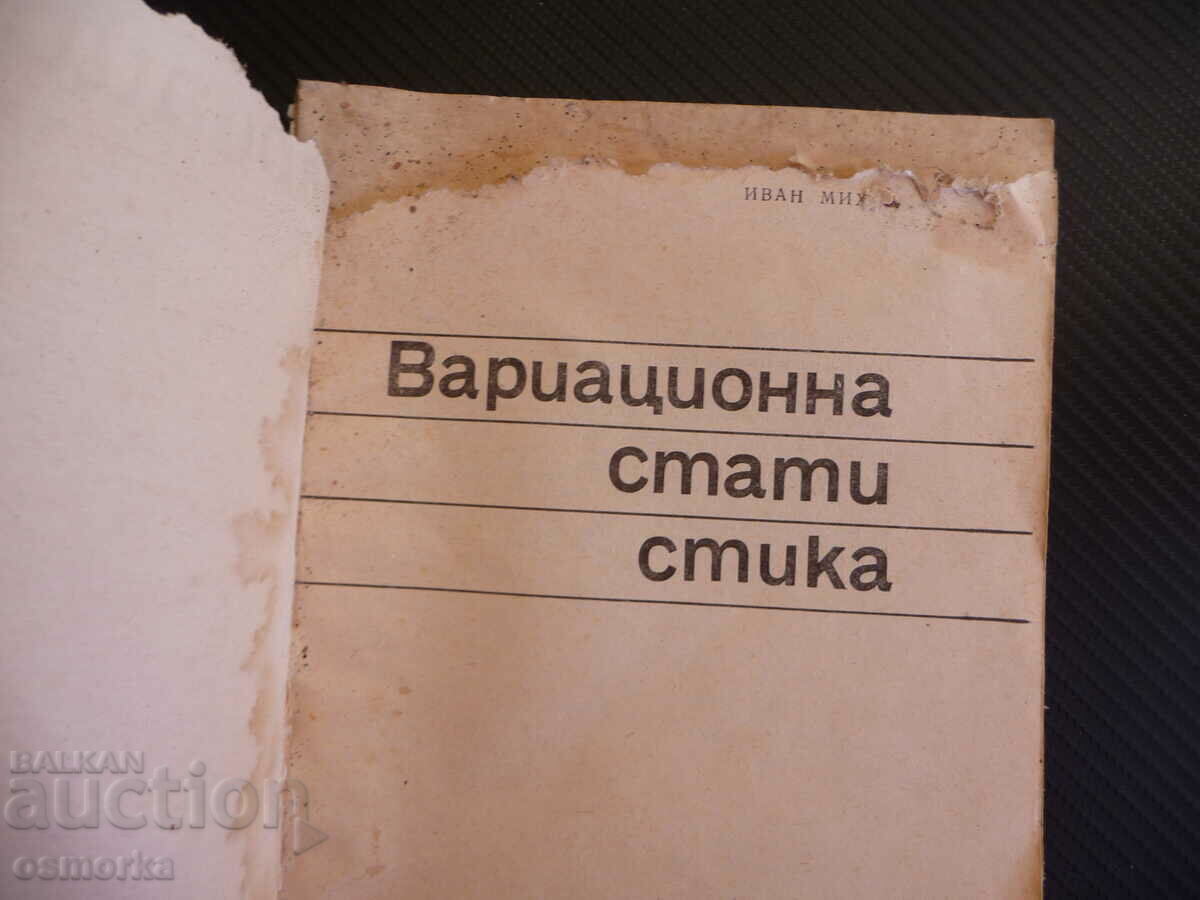 ИВАН МИХ
Вариационна
стати
стика
BALKAN
auction
osmorka